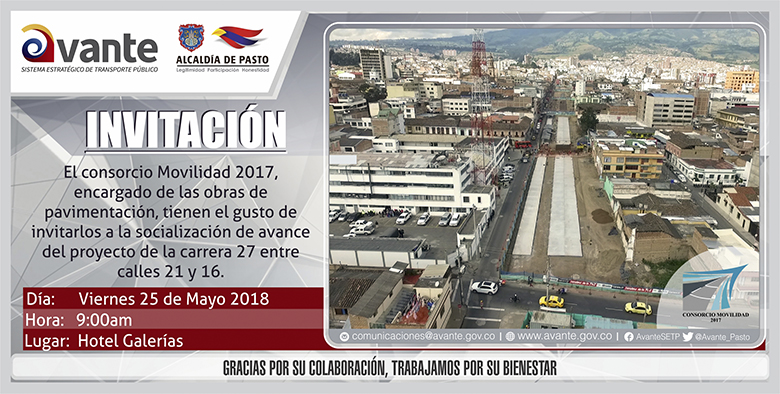 avante
SISTEMA ESTRATÉGICO DE TRANSPORTE PÚBLICO
ALCALDÍA DE PASTO
Legitimidad Participación Honestidad
INVITACIÓN
El consorcio Movilidad 2017,
encargado de las obras de
pavimentación, tienen el gusto de
invitarlos a la socialización de avance
del proyecto de la carrera 27 entre
calles 21 y 16.
Día: Viernes 25 de Mayo 2018
Hora: 9:00am
Lugar: Hotel Galerías
CONSORCIO MOVILIDAD
2017
comunicaciones@avante.gov.co | www.avante.gov.co | AvanteSETP @Avante_Pasto
GRACIAS POR SU COLABORACIÓN, TRABAJAMOS POR SU BIENESTAR